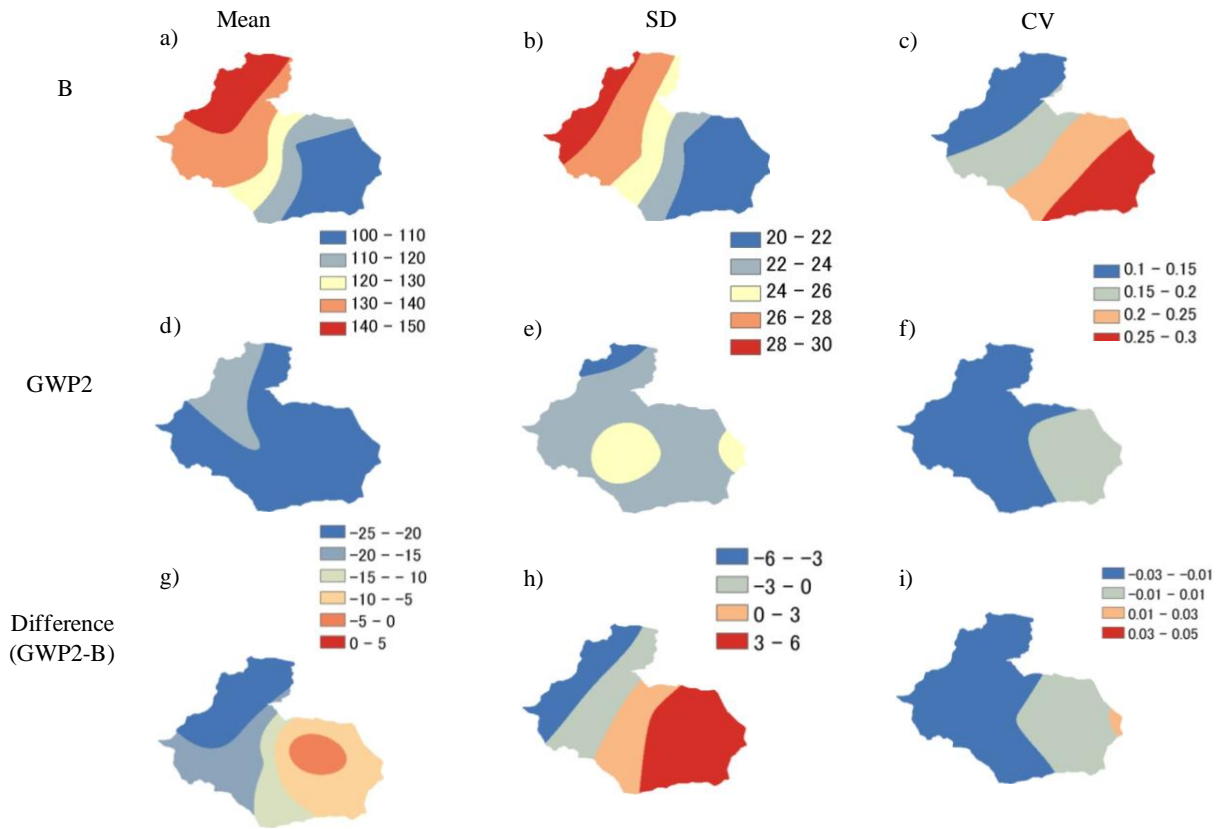 Mean
SD
CV
a)
b)
c)
B
100 – 110
110 – 120
120 – 130
130 – 140
140 – 150
20 – 22
22 – 24
24 – 26
26 – 28
28 – 30
0.1 – 0.15
0.15 – 0.2
0.2 – 0.25
0.25 – 0.3
d)
e)
f)
GWP2
-25 – -20
-20 – -15
-15 – - 10
-10 – -5
-5 – 0
0 – 5
-6 – -3
-3 – 0
0 – 3
3 – 6
-0.03 – -0.01
-0.01 – 0.01
0.01 – 0.03
0.03 – 0.05
g)
h)
i)
Difference
(GWP2-B)